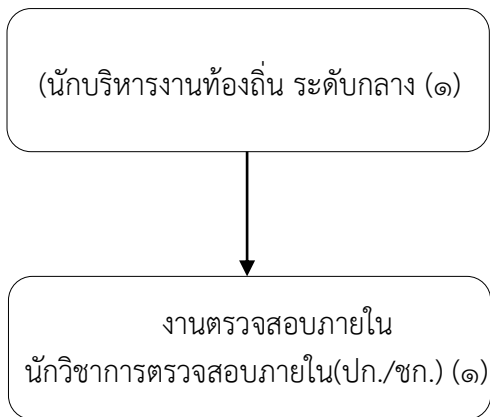 (นักบริหารงานท้องถิ่น ระดับกลาง (๑)
งานตรวจสอบภายใน
นักวิชาการตรวจสอบภายใน(ปก./ชก.) (๑)